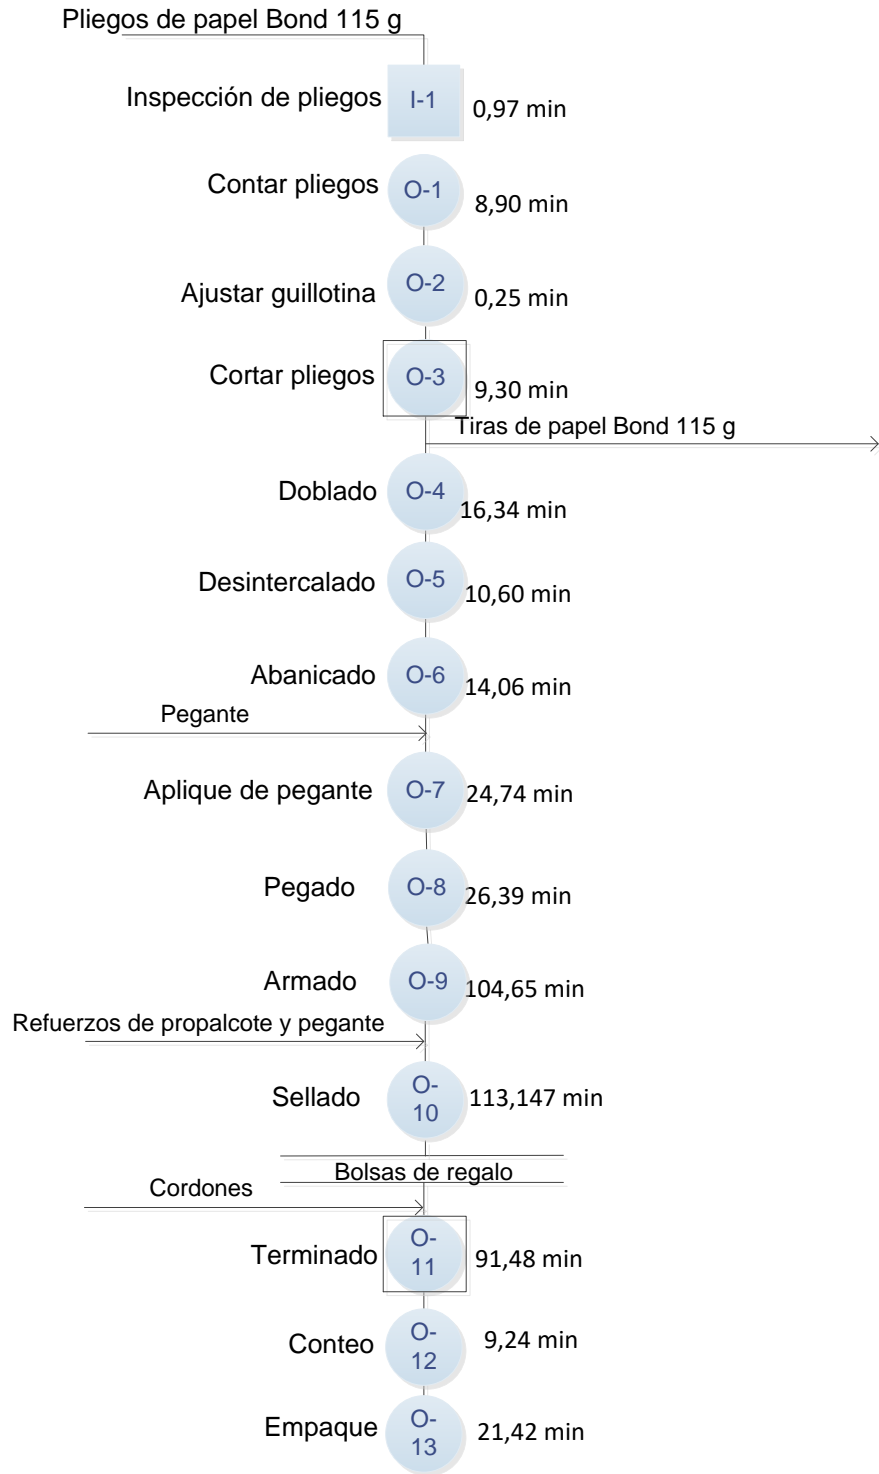 Pliegos de papel Bond 115 g
Inspección de pliegos I-1 0,97 min
Contar pliegos O-1 8,90 min
Ajustar guillotina O-2 0,25 min
Cortar pliegos O-3 9,30 min
Tiras de papel Bond 115 g
Doblado O-4 16,34 min
Desintercalado O-5 10,60 min
Abanicado O-6 14,06 min
Pegante
Aplique de pegante O-7 24,74 min
Pegado O-8 26,39 min
Armado O-9 104,65 min
Refuerzos de propalcote y pegante
Sellado O-10 113,147 min
Bolsas de regalo
Cordones
Terminado O-11 91,48 min
Conteo O-12 9,24 min
Empaque O-13 21,42 min